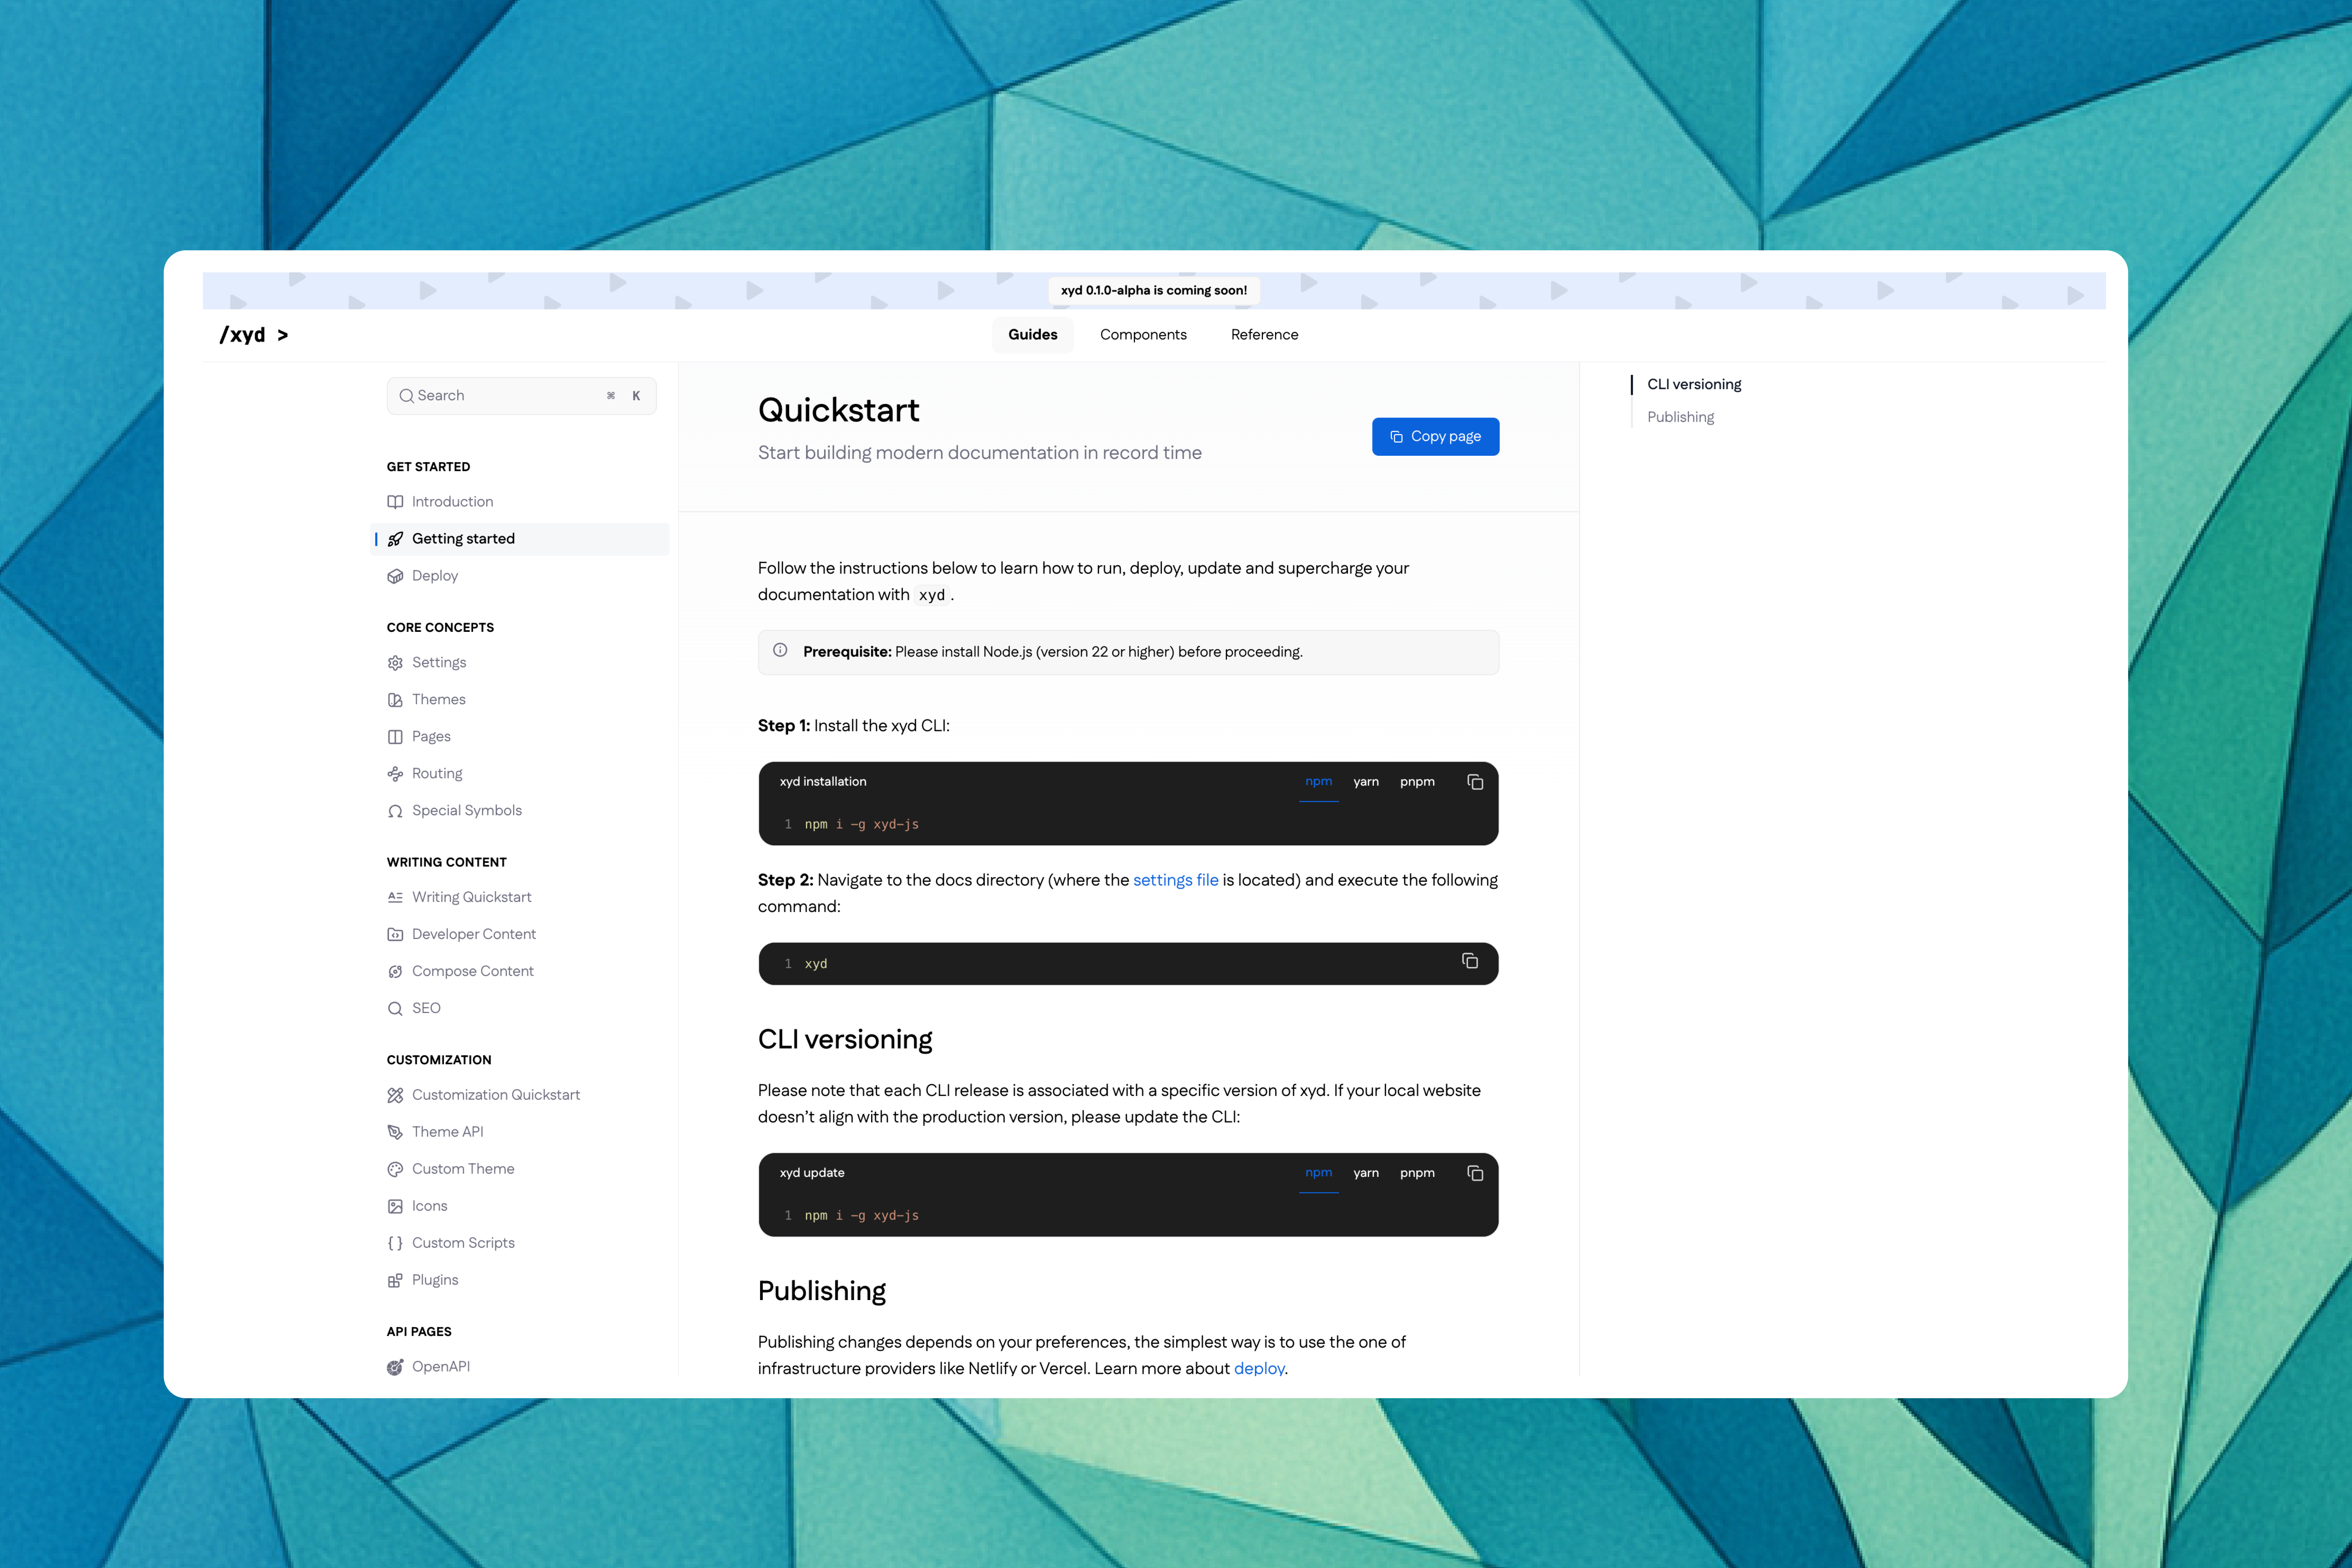 xyd 0.1.0-alpha is coming soon!
/xyd >
Guides
Components
Reference
Search
⌘ K
GET STARTED
Introduction
Getting started
Deploy
CORE CONCEPTS
Settings
Themes
Pages
Routing
Special Symbols
WRITING CONTENT
Writing Quickstart
Developer Content
Compose Content
SEO
CUSTOMIZATION
Customization Quickstart
Theme API
Custom Theme
Icons
Custom Scripts
Plugins
API PAGES
OpenAPI
Quickstart
Start building modern documentation in record time
Copy page
Follow the instructions below to learn how to run, deploy, update and supercharge your
documentation with xyd .
Prerequisite: Please install Node.js (version 22 or higher) before proceeding.
Step 1: Install the xyd CLI:
xyd installation
npm yarn pnpm
1 npm i -g xyd-js
Step 2: Navigate to the docs directory (where the settings file is located) and execute the following
command:
1 xyd
CLI versioning
Please note that each CLI release is associated with a specific version of xyd. If your local website
doesn’t align with the production version, please update the CLI:
xyd update
npm yarn pnpm
1 npm i -g xyd-js
Publishing
Publishing changes depends on your preferences, the simplest way is to use the one of
infrastructure providers like Netlify or Vercel. Learn more about deploy.
CLI versioning
Publishing